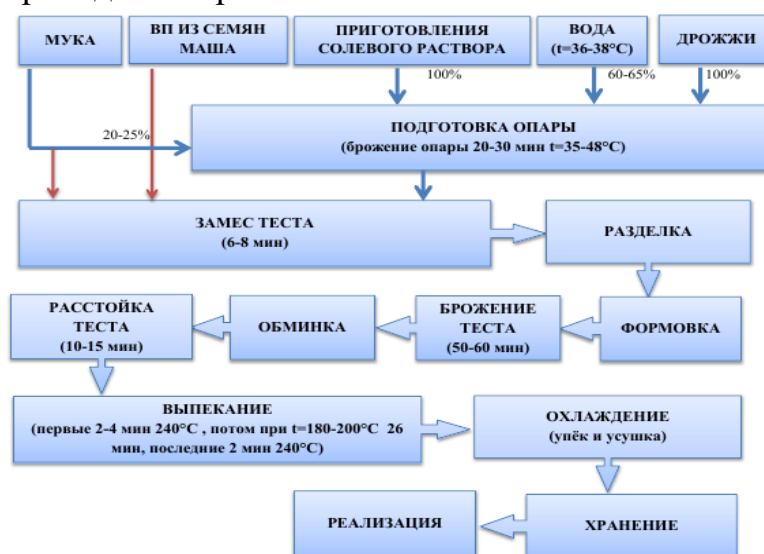 МУКА
ВП ИЗ СЕМЯН
МАША
ПРИГОТОВЛЕНИЯ
СОЛЕВОГО РАСТВОРА
ВОДА
(t=36-38°C)
ДРОЖЖИ
100%
60-65%
100%
20-25%
ПОДГОТОВКА ОПАРЫ
(брожение опары 20-30 мин t=35-48°C)
ЗАМЕС ТЕСТА
(6-8 мин)
РАЗДЕЛКА
РАССТОЙКА
ТЕСТА
(10-15 мин)
ОБМИНКА
БРОЖЕНИЕ
ТЕСТА
(50-60 мин)
ФОРМОВКА
ВЫПЕКАНИЕ
(первые 2-4 мин 240°C , потом при t=180-200°C 26
мин, последние 2 мин 240°C)
ОХЛАЖДЕНИЕ
(упёк и усушка)
РЕАЛИЗАЦИЯ
ХРАНЕНИЕ